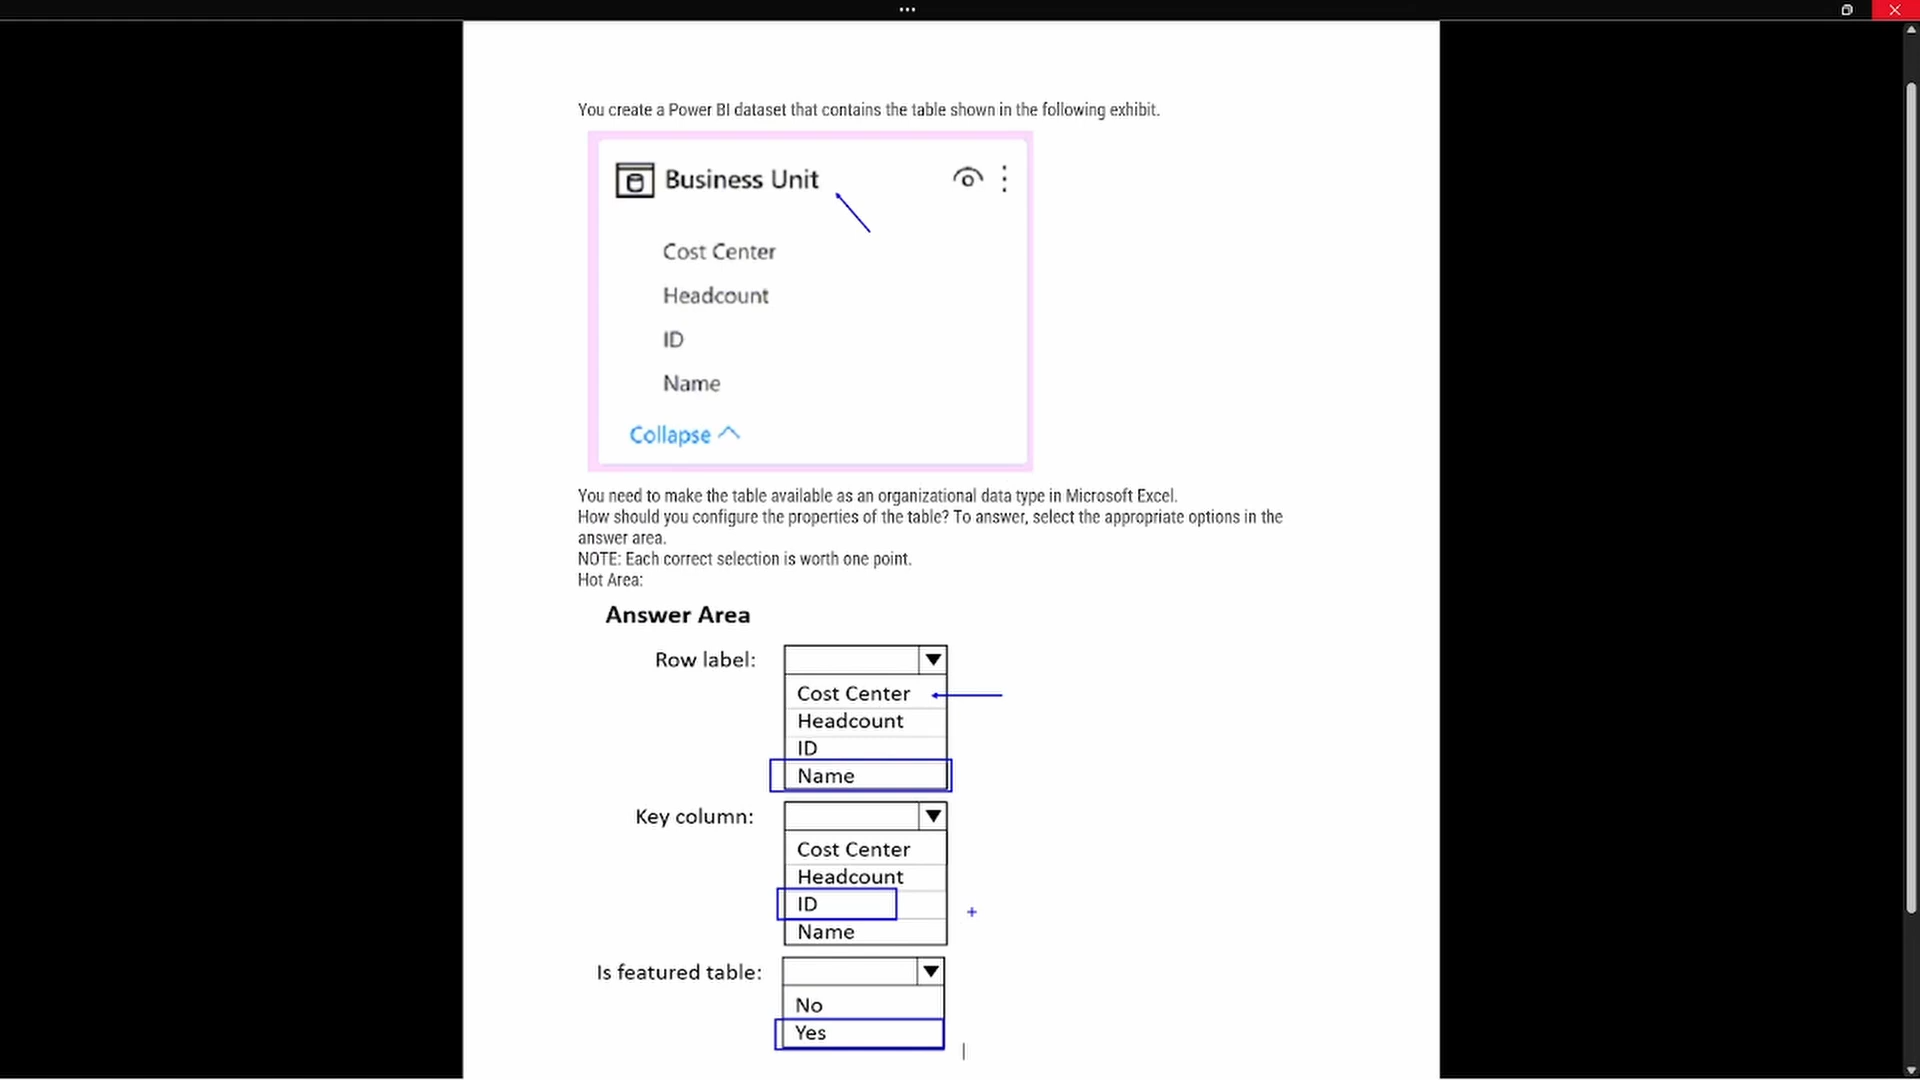 You create a Power BI dataset that contains the table shown in the following exhibit.
Business Unit
Cost Center
Headcount
ID
Name
Collapse
You need to make the table available as an organizational data type in Microsoft Excel.
How should you configure the properties of the table? To answer, select the appropriate options in the
answer area.
NOTE: Each correct selection is worth one point.
Hot Area:
Answer Area
Row label:
Cost Center
Headcount
ID
Name
Key column:
Cost Center
Headcount
ID
Name
Is featured table:
No
Yes